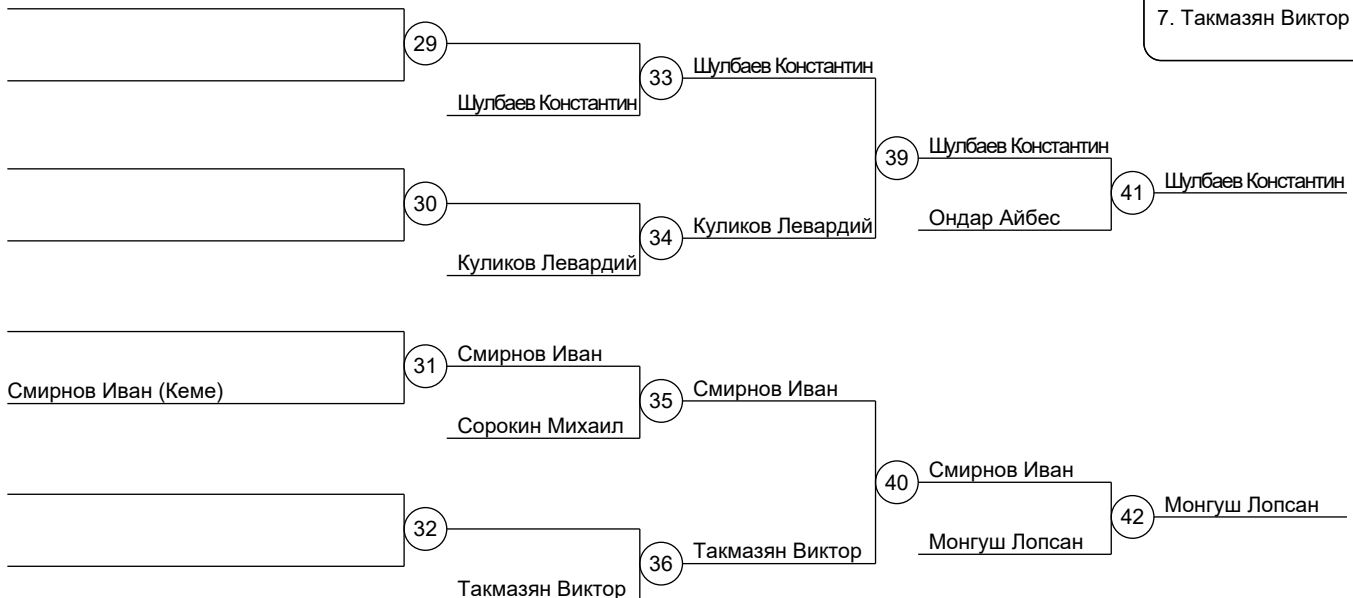 7. Такмазян Виктор
29
33
Шулбаев Константин
Шулбаев Константин
39
Шулбаев Константин
41
Шулбаев Константин
30
34
Куликов Левардий
Ондар Айбес
Куликов Левардий
31
Смирнов Иван
Смирнов Иван (Кеме)
35
Смирнов Иван
Сорокин Михаил
40
Смирнов Иван
42
Монгуш Лопсан
32
36
Такмазян Виктор
Монгуш Лопсан
Такмазян Виктор